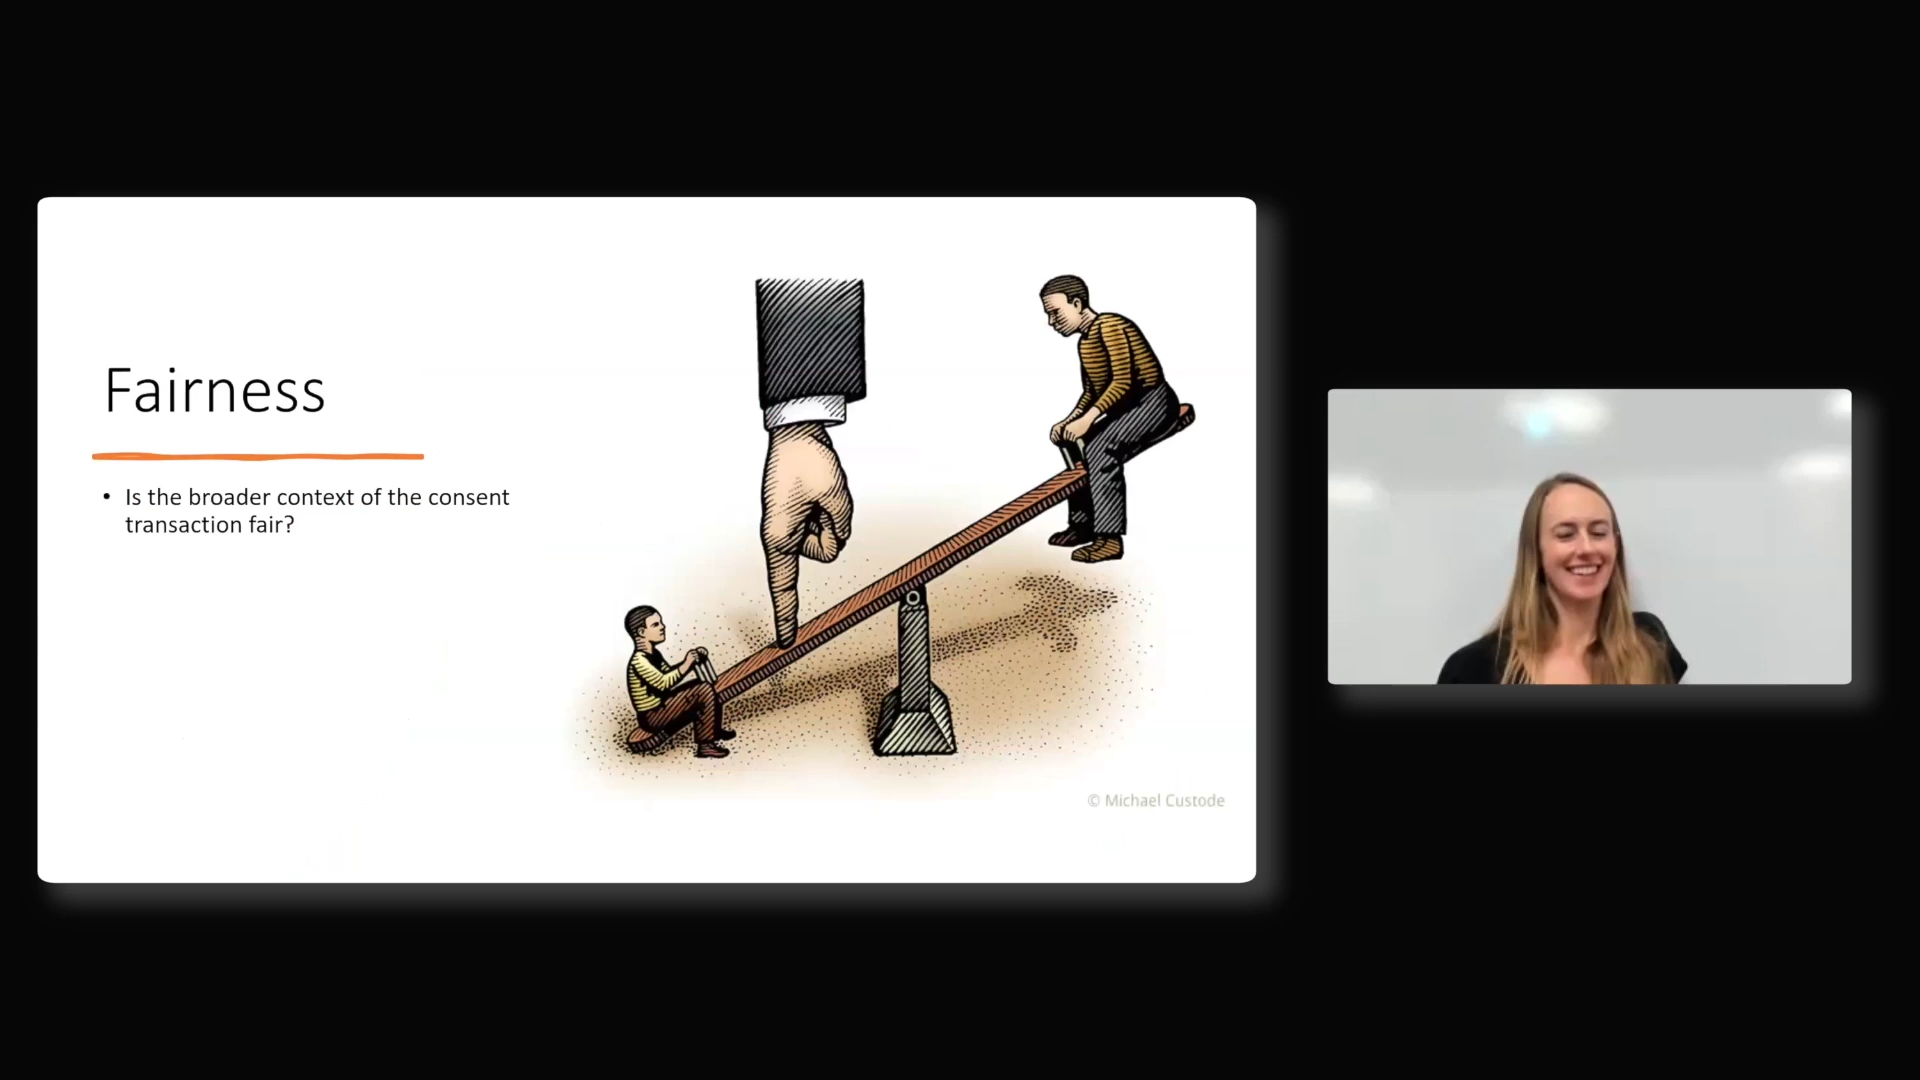 Fairness
• Is the broader context of the consent
transaction fair?
© Michael Custode